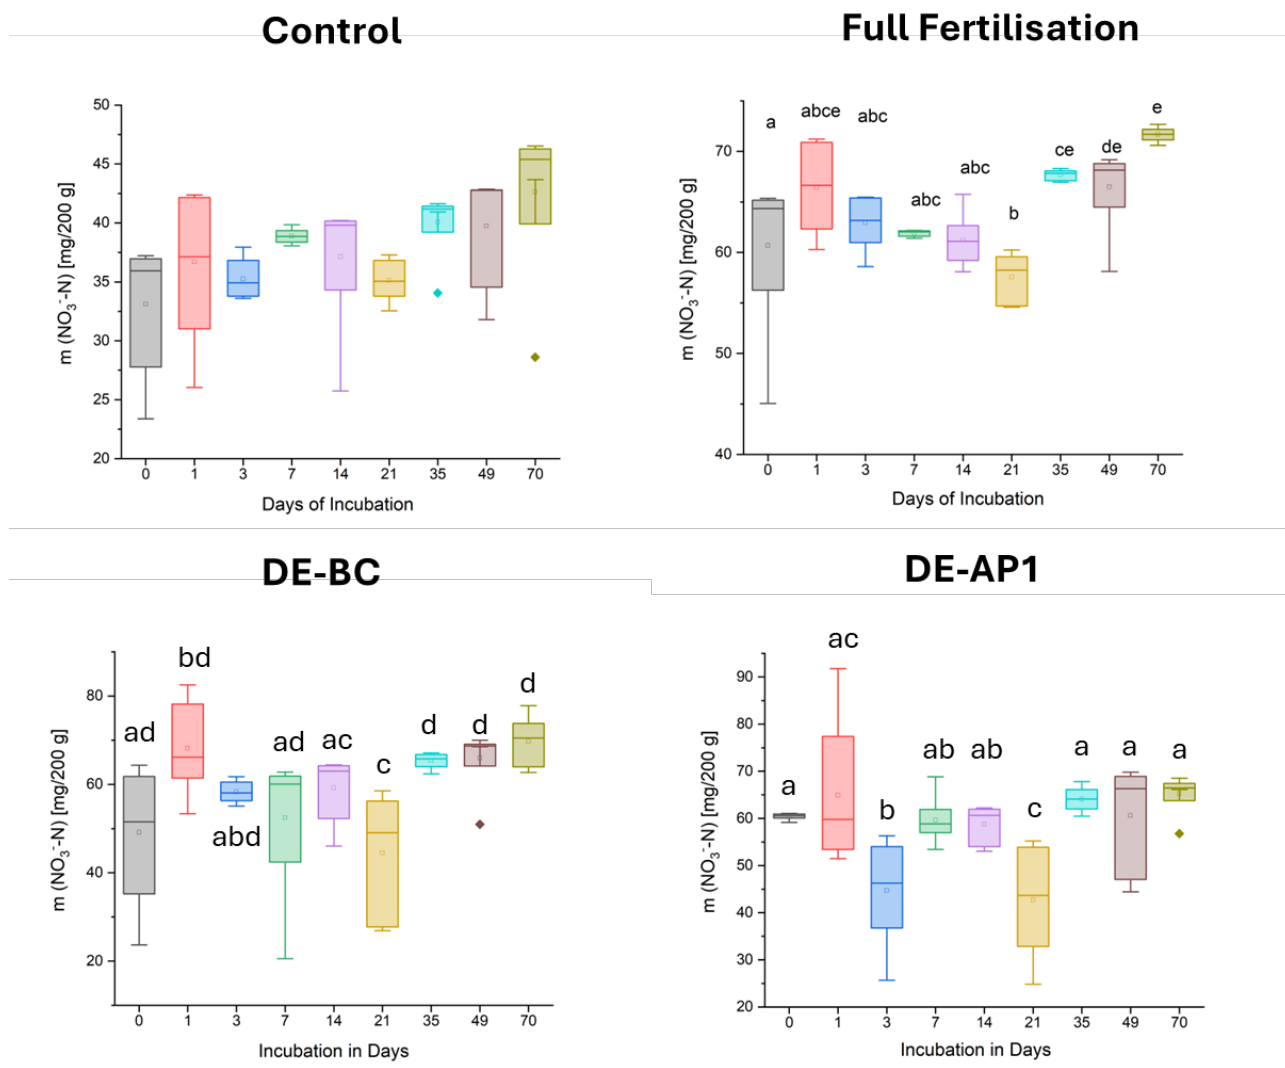 Control
Full Fertilisation
50
45
40
35
30
25
20
m (NO3--N) [mg/200 g]
0 1 3 7 14 21 35 49 70
Days of Incubation
a abce abc abc abc b ce de e
70
60
50
40
m (NO3--N) [mg/200 g]
0 1 3 7 14 21 35 49 70
Days of Incubation
DE-BC
DE-AP1
ad bd abd ad ac c d d d
80
60
40
20
m (NO3--N) [mg/200 g]
0 1 3 7 14 21 35 49 70
Incubation in Days
a ac b ab ab c a a a
90
80
70
60
50
40
30
20
m (NO3--N) [mg/200 g]
0 1 3 7 14 21 35 49 70
Incubation in Days